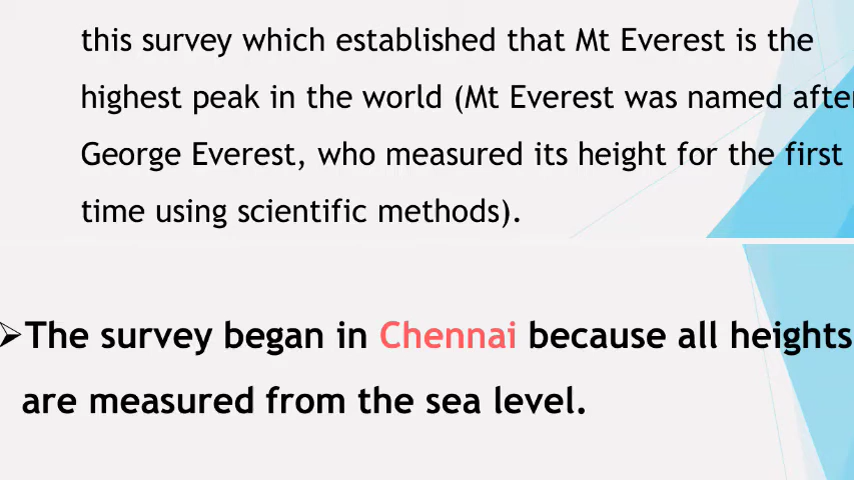 this survey which established that Mt Everest is the
highest peak in the world (Mt Everest was named after
George Everest, who measured its height for the first
time using scientific methods).
➢The survey began in Chennai because all heights
are measured from the sea level.